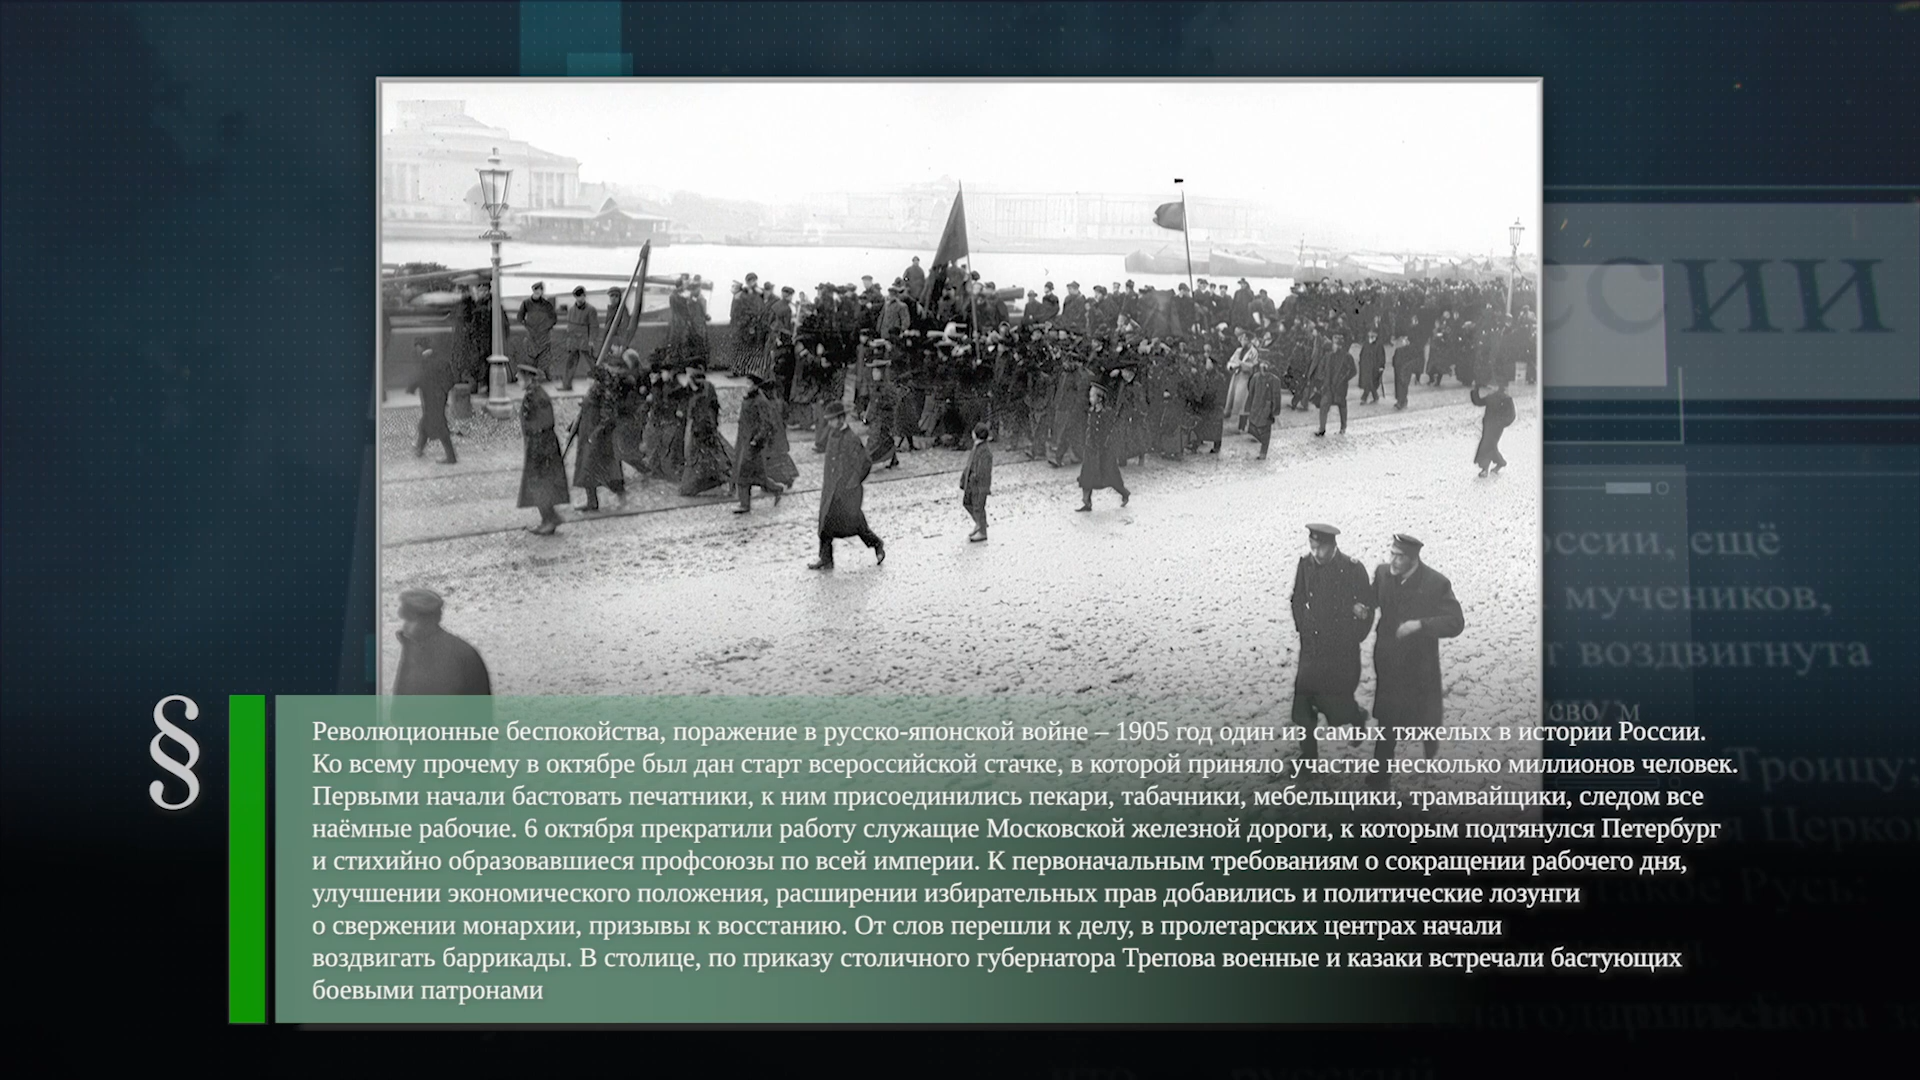 ССИИ
ссии, ещё
мучеников,
т воздвигнута
Троицу;
§
Революционные беспокойства, поражение в русско-японской войне – 1905 год один из самых тяжелых в истории России.
Ко всему прочему в октябре был дан старт всероссийской стачке, в которой приняло участие несколько миллионов человек.
Первыми начали бастовать печатники, к ним присоединились пекари, табачники, мебельщики, трамвайщики, следом все
наёмные рабочие. 6 октября прекратили работу служащие Московской железной дороги, к которым подтянулся Петербург
и стихийно образовавшиеся профсоюзы по всей империи. К первоначальным требованиям о сокращении рабочего дня,
улучшении экономического положения, расширении избирательных прав добавились и политические лозунги
о свержении монархии, призывы к восстанию. От слов перешли к делу, в пролетарских центрах начали
воздвигать баррикады. В столице, по приказу столичного губернатора Трепова военные и казаки встречали бастующих
боевыми патронами